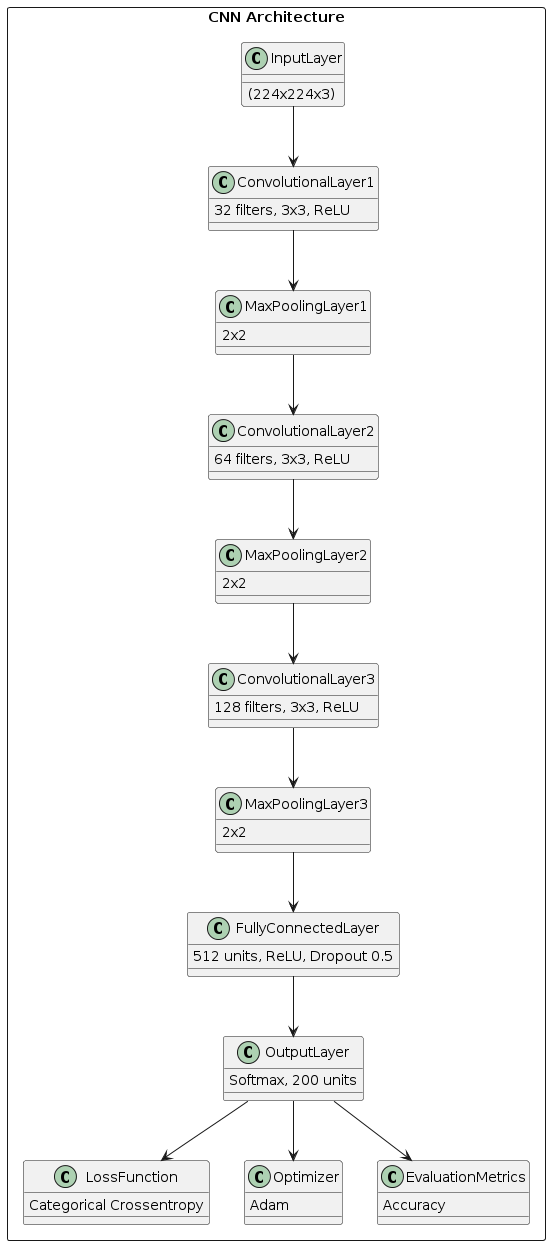 CNN Architecture
C InputLayer
(224x224x3)
C ConvolutionalLayer1
32 filters, 3x3, ReLU
C MaxPoolingLayer1
2x2
C ConvolutionalLayer2
64 filters, 3x3, ReLU
C MaxPoolingLayer2
2x2
C ConvolutionalLayer3
128 filters, 3x3, ReLU
C MaxPoolingLayer3
2x2
C FullyConnectedLayer
512 units, ReLU, Dropout 0.5
C OutputLayer
Softmax, 200 units
C LossFunction
Categorical Crossentropy
C Optimizer
Adam
C EvaluationMetrics
Accuracy